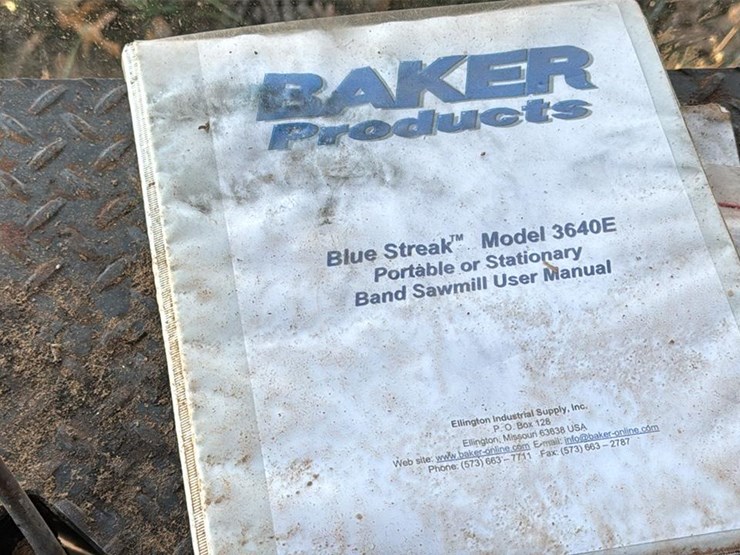 BAKER
Products
Blue Streak™ Model 3640E
Portable or Stationary
Band Sawmill User Manual
Ellington Industrial Supply, Inc.
P. O. Box 128
Ellington, Missouri 63638 USA
Web site: www.baker-online.com E-mail: info@baker-online.com
Phone: (573) 663 – 7711 Fax: (573) 663 – 2787